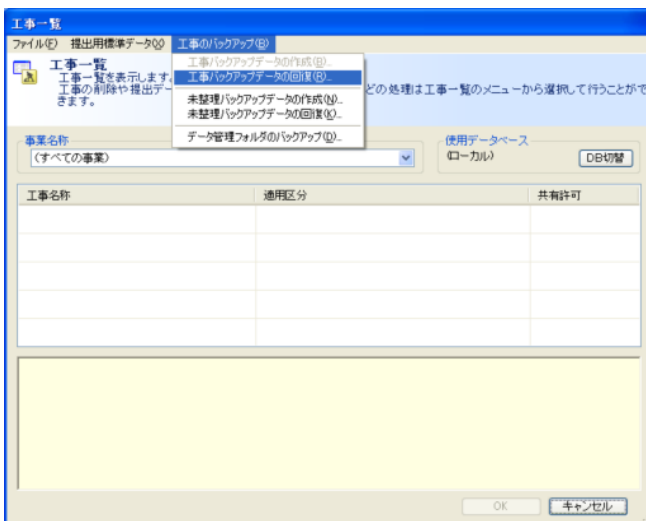 工事一覧
ファイル(F) 提出用標準データ(X) 工事のバックアップ(B)
工事バックアップデータの作成(B)...
工事バックアップデータの回復(R)...
未整理バックアップデータの作成(N)...
未整理バックアップデータの回復(K)...
データ管理フォルダのバックアップ(D)...
工事一覧
工事一覧を表示します。
工事の削除や提出デー どの処理は工事一覧のメニューから選択して行うことがで
きます。
事業名称
(すべての事業)
使用データベース
(ローカル) DB切替
工事名称 適用区分 共有許可
OK キャンセル